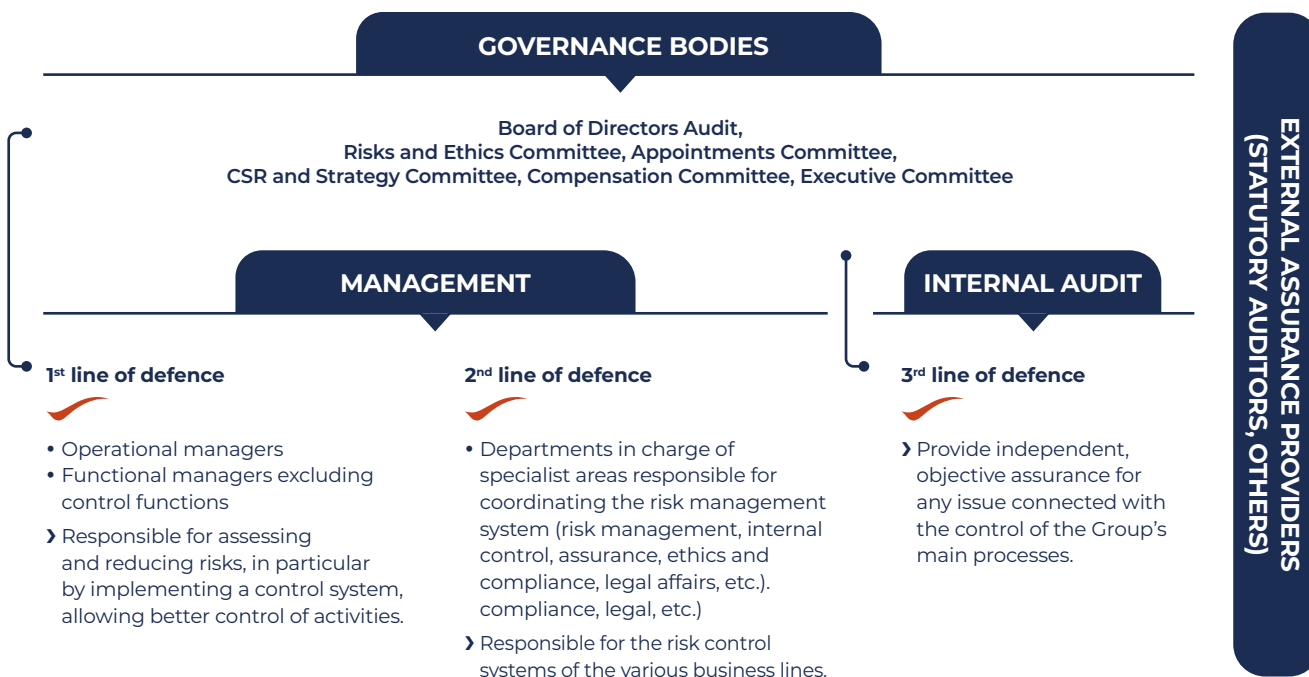 GOVERNANCE BODIES
Board of Directors Audit,
Risks and Ethics Committee, Appointments Committee,
CSR and Strategy Committee, Compensation Committee, Executive Committee
MANAGEMENT
1st line of defence
• Operational managers
• Functional managers excluding
control functions
❯ Responsible for assessing
and reducing risks, in particular
by implementing a control system,
allowing better control of activities.
2nd line of defence
• Departments in charge of
specialist areas responsible for
coordinating the risk management
system (risk management, internal
control, assurance, ethics and
compliance, legal affairs, etc.).
compliance, legal, etc.)
❯ Responsible for the risk control
systems of the various business lines.
INTERNAL AUDIT
3rd line of defence
❯ Provide independent,
objective assurance for
any issue connected with
the control of the Group’s
main processes.
EXTERNAL ASSURANCE PROVIDERS
(STATUTORY AUDITORS, OTHERS)